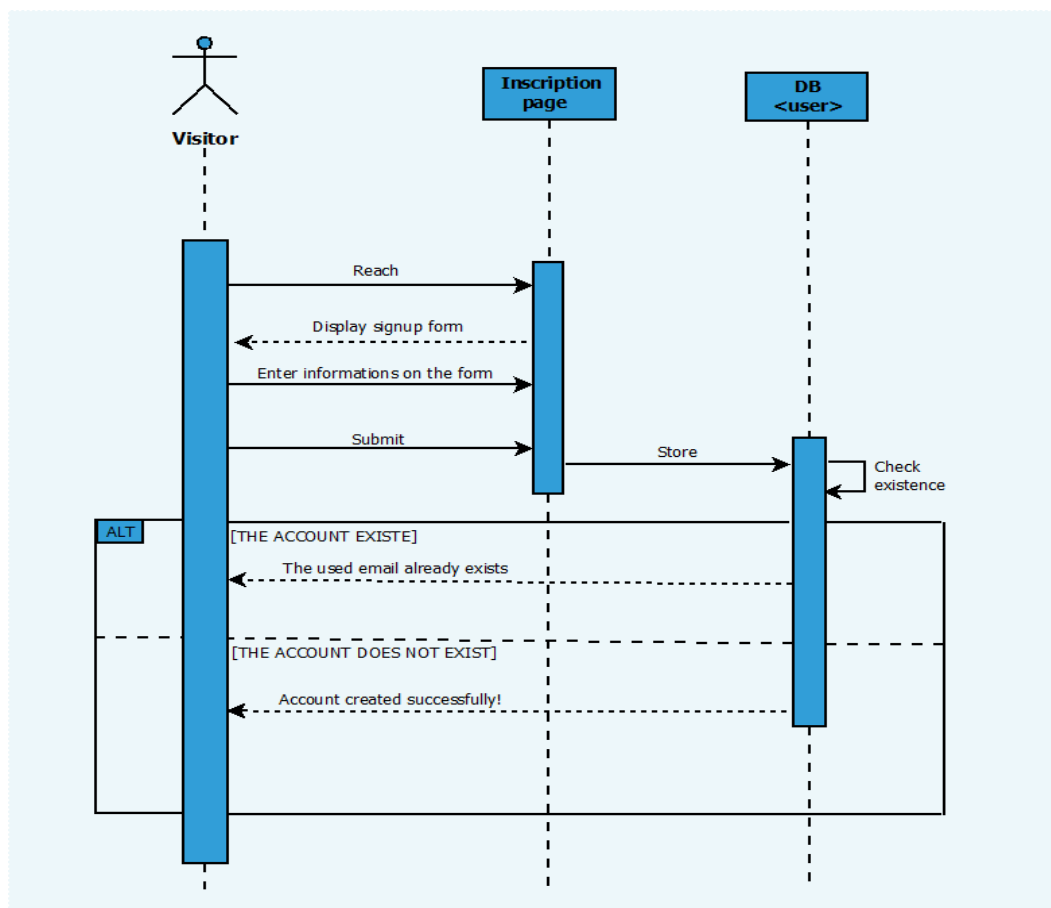 Visitor
Inscription
page
DB
<user>
Reach
Display signup form
Enter informations on the form
Submit
Store
Check
existence
ALT
[THE ACCOUNT EXISTE]
The used email already exists
[THE ACCOUNT DOES NOT EXIST]
Account created successfully!